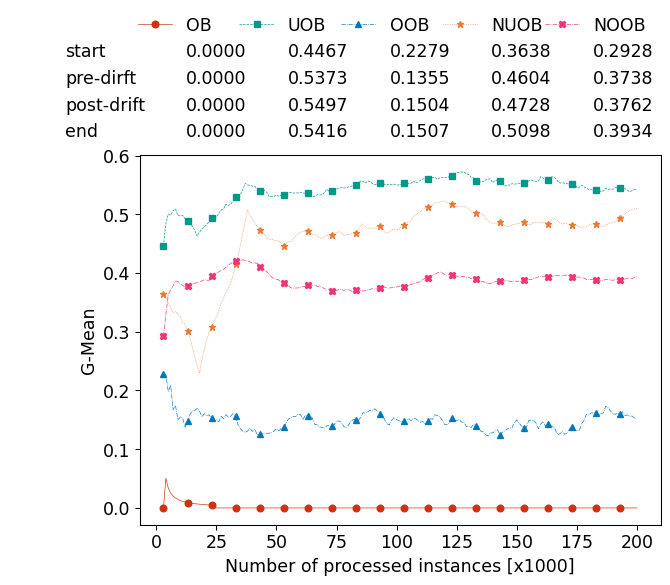 OB UOB OOB NUOB NOOB
start 0.0000 0.4467 0.2279 0.3638 0.2928
pre-dirft 0.0000 0.5373 0.1355 0.4604 0.3738
post-drift 0.0000 0.5497 0.1504 0.4728 0.3762
end 0.0000 0.5416 0.1507 0.5098 0.3934
0.6
0.5
0.4
0.3
0.2
0.1
0.0
G-Mean
0 25 50 75 100 125 150 175 200
Number of processed instances [x1000]